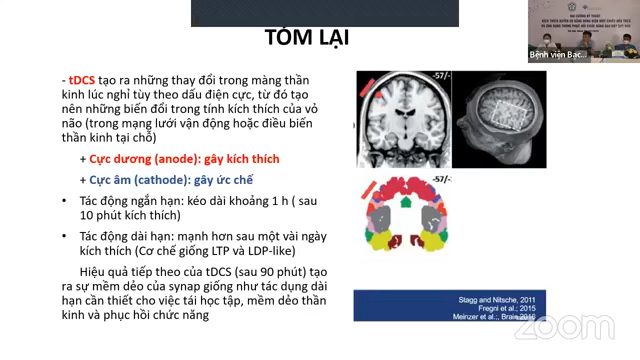 TÓM LẠI
- tDCS tạo ra những thay đổi trong màng thần
kinh lúc nghỉ tùy theo dấu điện cực, từ đó tạo
nên những biến đổi trong tính kích thích của vỏ
não (trong mạng lưới vận động hoặc điều biến
thần kinh tại chỗ)
+ Cực dương (anode): gây kích thích
+ Cực âm (cathode): gây ức chế
• Tác động ngắn hạn: kéo dài khoảng 1 h ( sau
10 phút kích thích)
• Tác động dài hạn: mạnh hơn sau một vài ngày
kích thích (Cơ chế giống LTP và LDP-like)
Hiệu quả tiếp theo của tDCS (sau 90 phút) tạo
ra sự mềm dẻo của synap giống như tác dụng dài
hạn cần thiết cho việc tái học tập, mềm dẻo thần
kinh và phục hồi chức năng
-57/-
-57/-
Stagg and Nitsche, 2011
Fregni et al.; 2015
Meinzer et al.; Brain 2016
Bệnh viện Bạc...
zoom